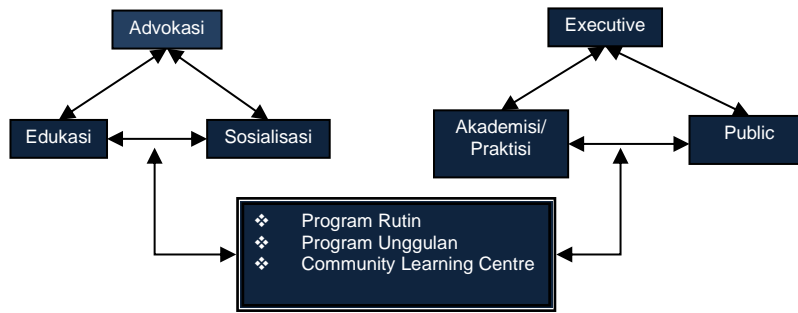 Advokasi
Executive
Edukasi
Sosialisasi
Akademisi/
Praktisi
Public
❖ Program Rutin
❖ Program Unggulan
❖ Community Learning Centre